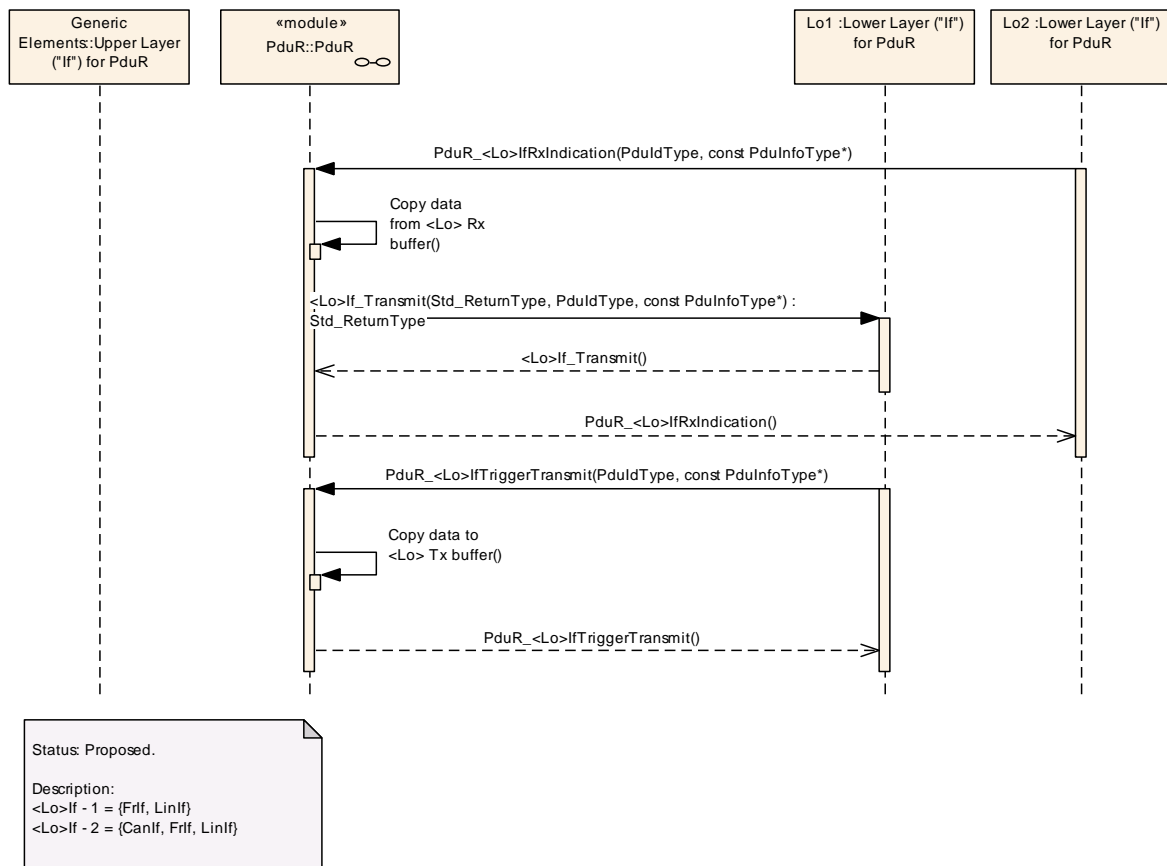 Generic
Elements::Upper Layer
("If") for PduR
«module»
PduR::PduR
Lo1 :Lower Layer ("If")
for PduR
Lo2 :Lower Layer ("If")
for PduR
PduR_<Lo>IfRxIndication(PduIdType, const PduInfoType*)
Copy data
from <Lo> Rx
buffer()
<Lo>If_Transmit(Std_ReturnType, PduIdType, const PduInfoType*) :
Std_ReturnType
<Lo>If_Transmit()
PduR_<Lo>IfRxIndication()
PduR_<Lo>IfTriggerTransmit(PduIdType, const PduInfoType*)
Copy data to
<Lo> Tx buffer()
PduR_<Lo>IfTriggerTransmit()
Status: Proposed.
Description:
<Lo>If - 1 = {FrIf, LinIf}
<Lo>If - 2 = {CanIf, FrIf, LinIf}